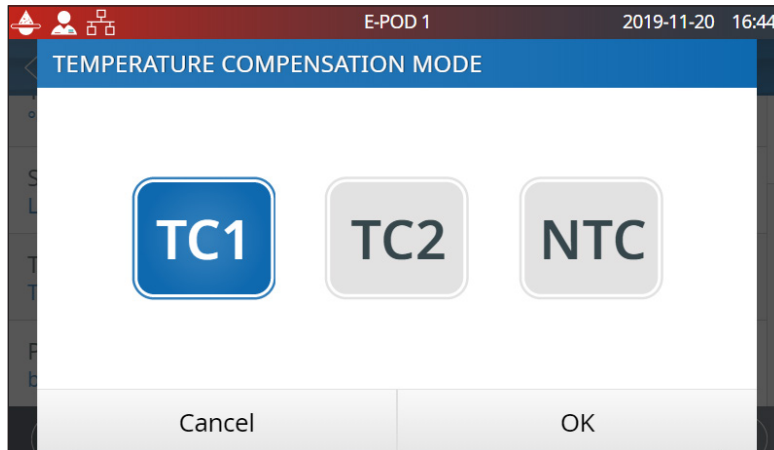 E-POD 1 2019-11-20 16:44
TEMPERATURE COMPENSATION MODE
TC1 TC2 NTC
Cancel OK